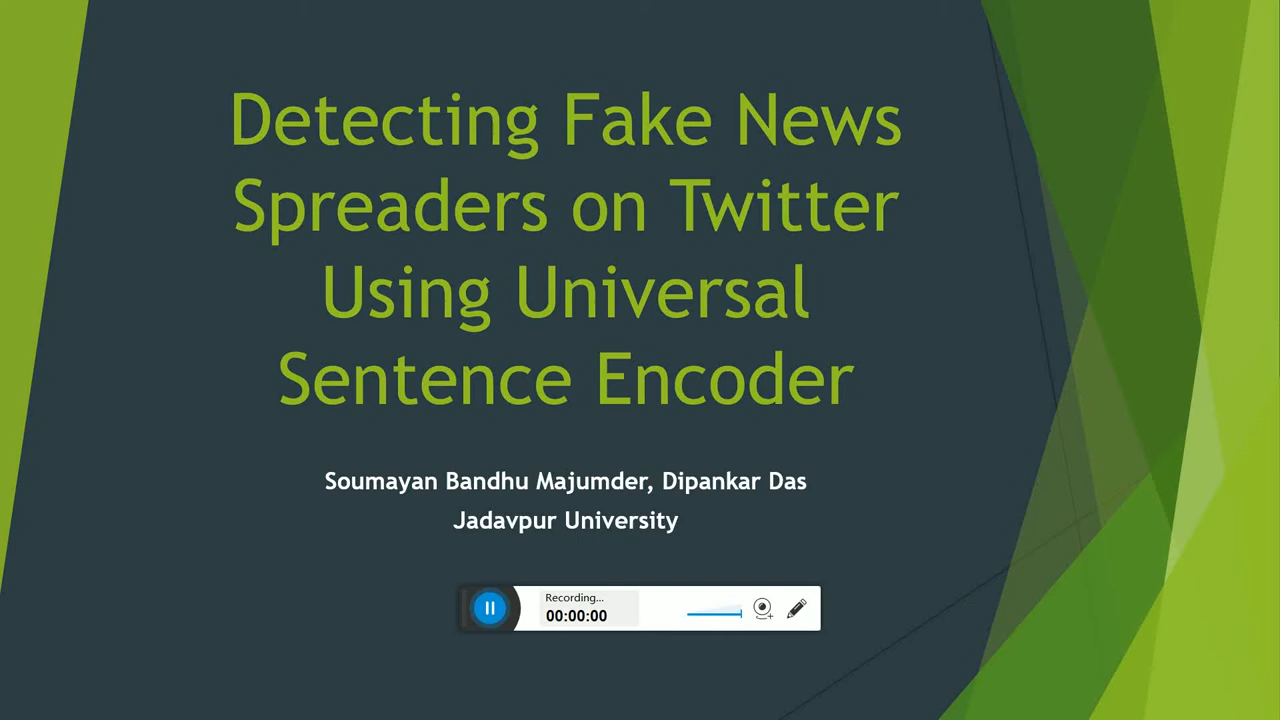 Detecting Fake News
Spreaders on Twitter
Using Universal
Sentence Encoder
Soumayan Bandhu Majumder, Dipankar Das
Jadavpur University
Recording...
00:00:00